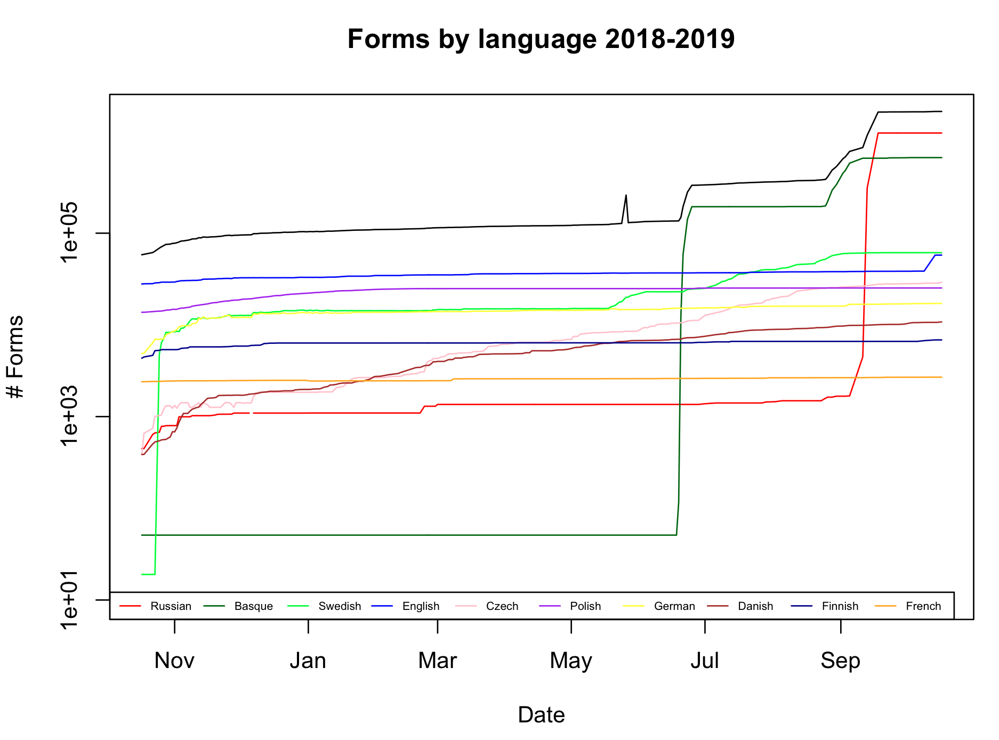 Forms by language 2018-2019
# Forms
1e+05
1e+03
1e+01
Russian Basque Swedish English Czech Polish German Danish Finnish French
Nov Jan Mar May Jul Sep
Date